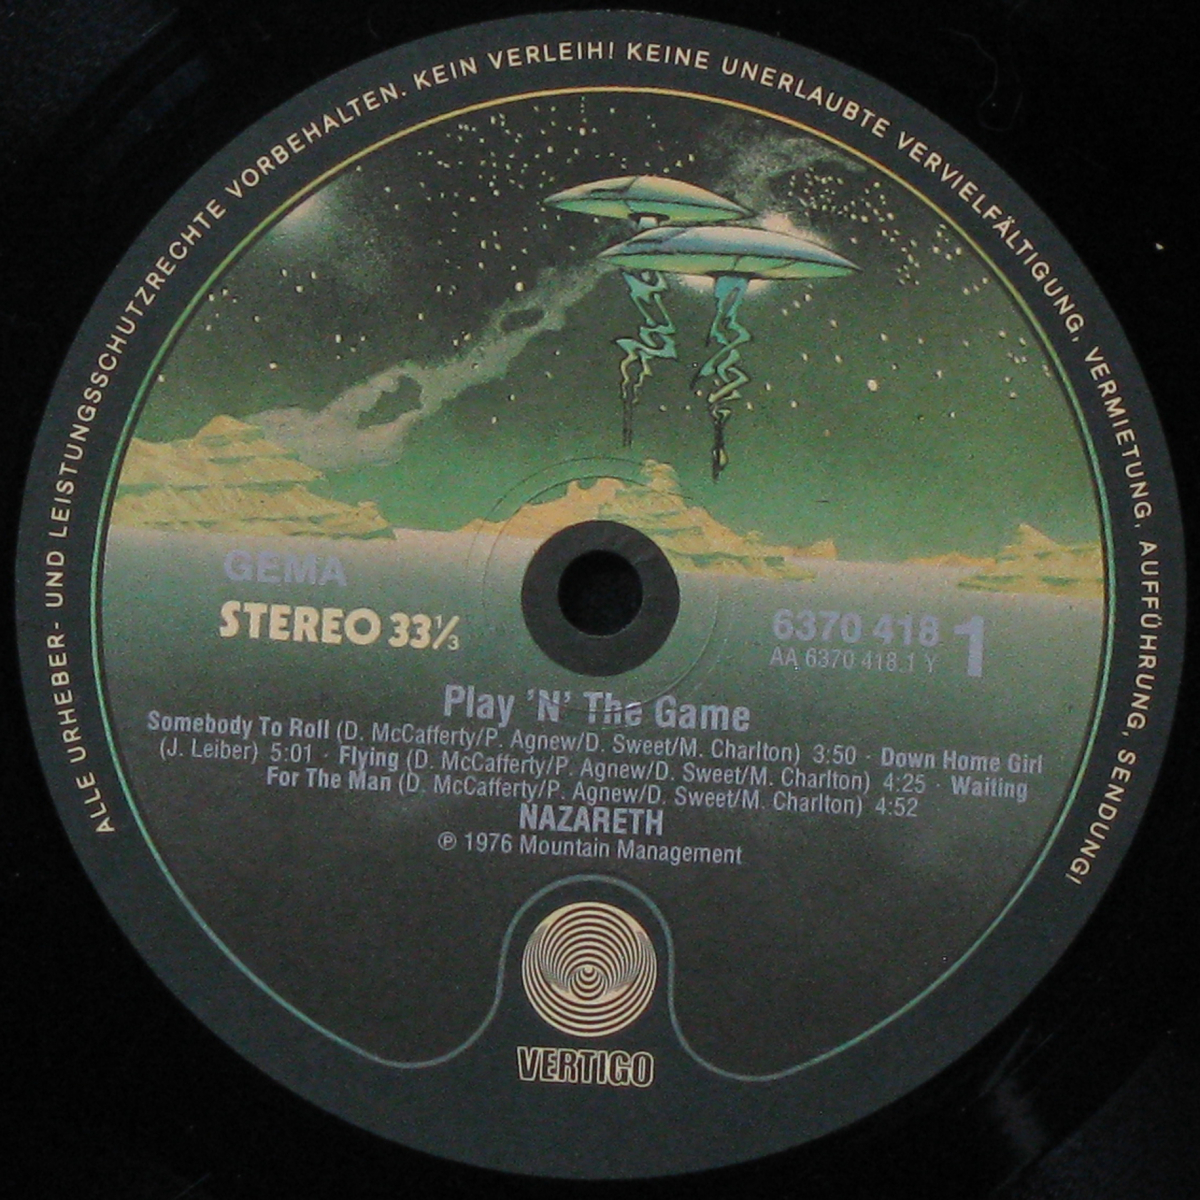 ALLE URHEBER- UND LEISTUNGSSCHUTZRECHTE VORBEHALTEN. KEIN VERLEIH! KEINE UNERLAUBTE VERVIELFÄLTIGUNG, VERMIETUNG, AUFFÜHRUNG, SENDUNG!
GEMA
STEREO 33⅓
6370 418 1
AA 6370 418.1 Y
Play 'N' The Game
Somebody To Roll (D. McCafferty/P. Agnew/D. Sweet/M. Charlton) 3:50 · Down Home Girl
(J. Leiber) 5:01 · Flying (D. McCafferty/P. Agnew/D. Sweet/M. Charlton) 4:25 · Waiting
For The Man (D. McCafferty/P. Agnew/D. Sweet/M. Charlton) 4:52
NAZARETH
℗ 1976 Mountain Management
VERTIGO